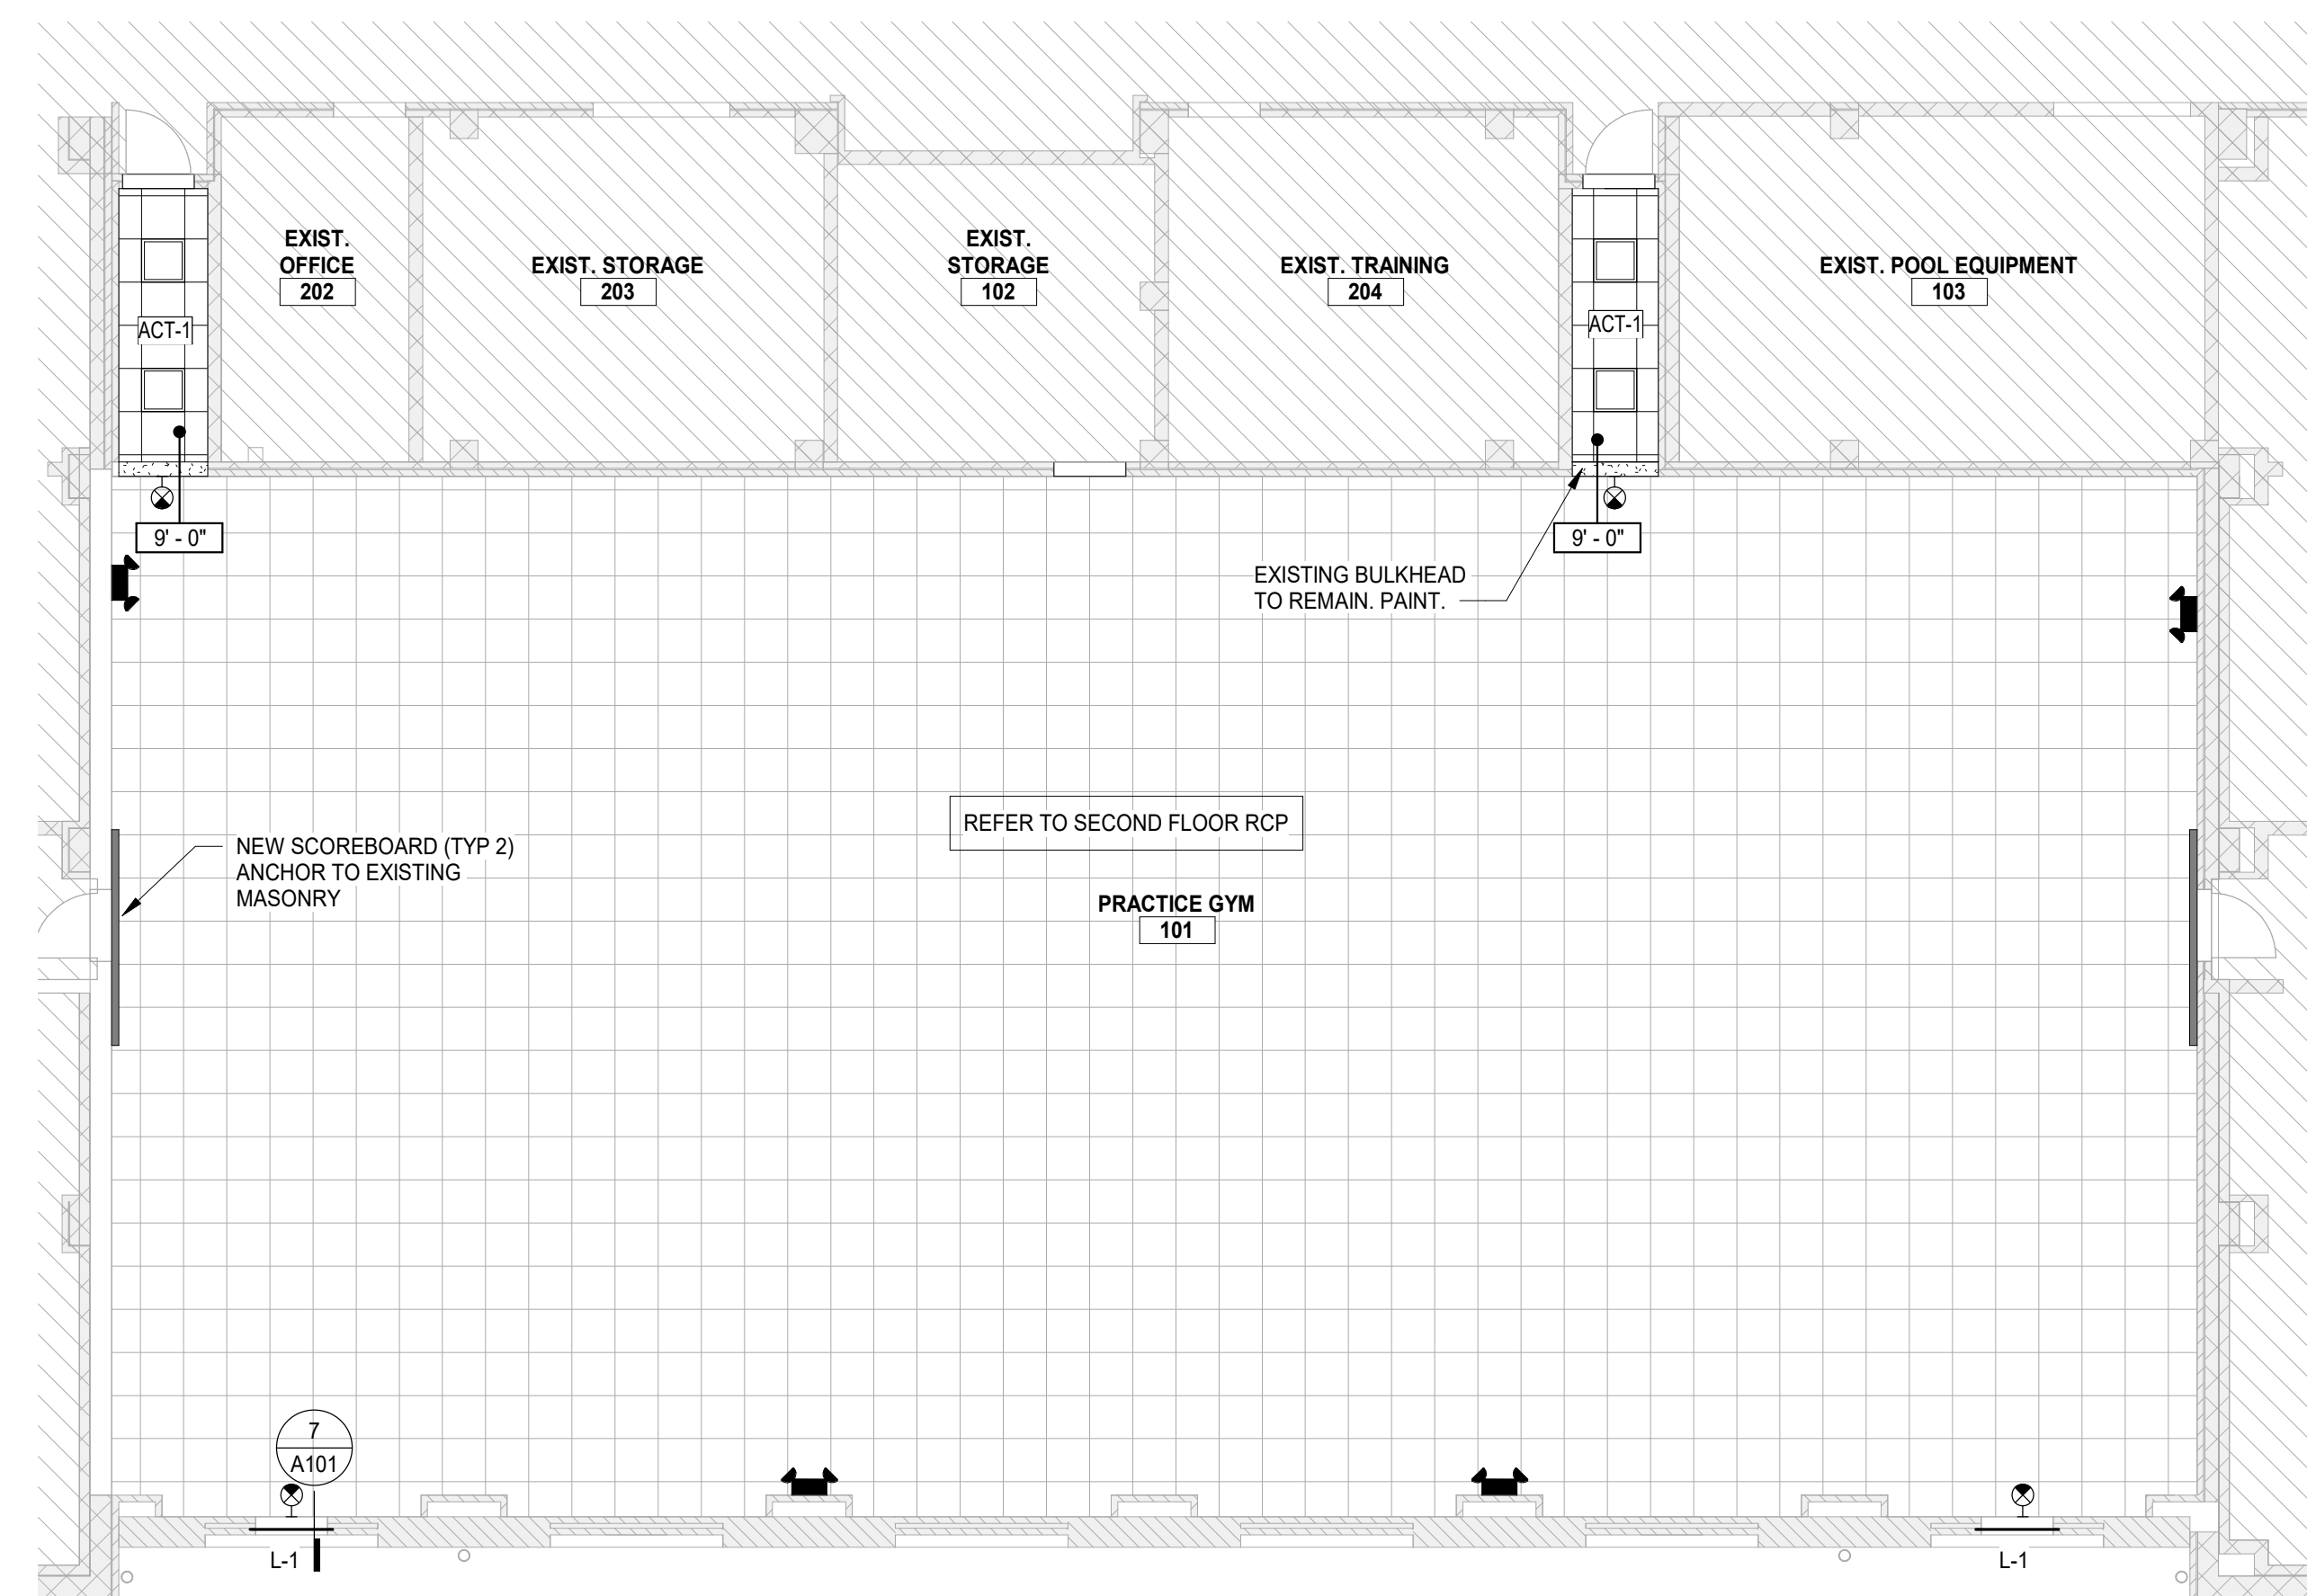 EXIST.
OFFICE
202
EXIST. STORAGE
203
EXIST.
STORAGE
102
EXIST. TRAINING
204
EXIST. POOL EQUIPMENT
103
ACT-1
ACT-1
9' - 0"
9' - 0"
EXISTING BULKHEAD
TO REMAIN. PAINT.
REFER TO SECOND FLOOR RCP
NEW SCOREBOARD (TYP 2)
ANCHOR TO EXISTING
MASONRY
PRACTICE GYM
101
7
A101
L-1
L-1